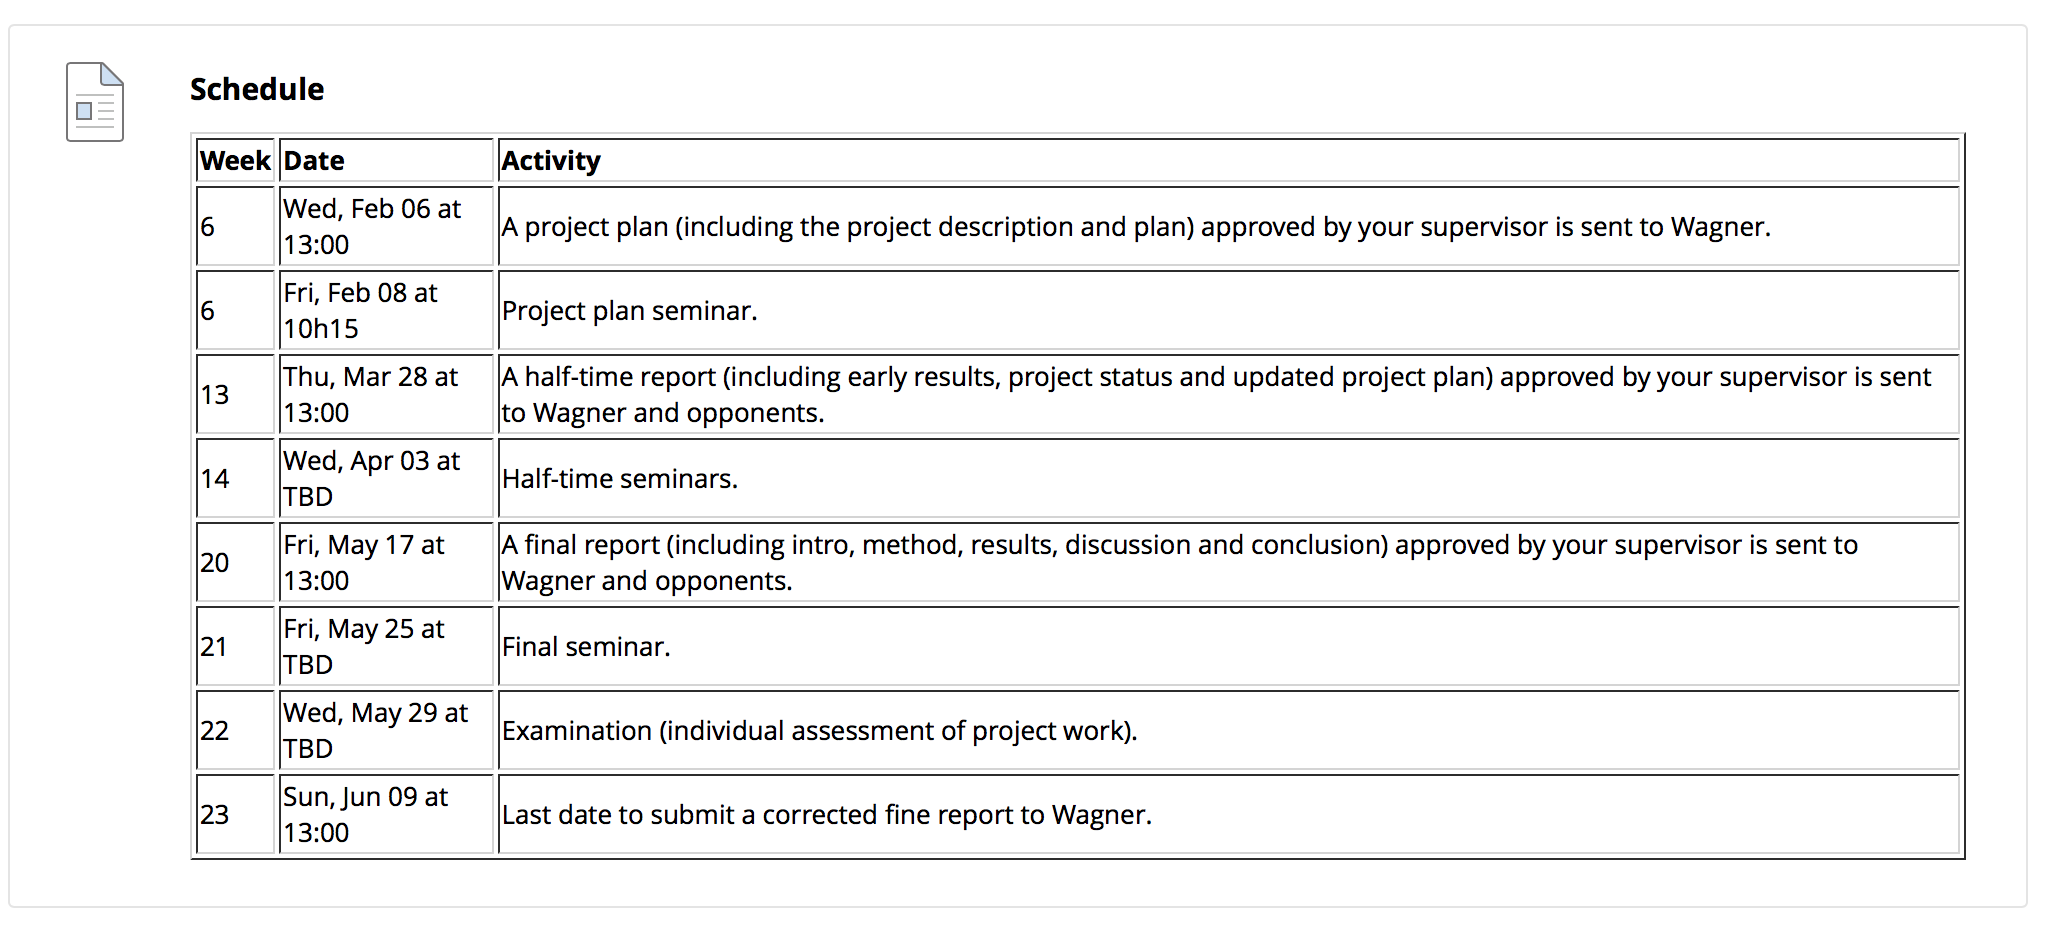 Schedule
Week Date Activity
6 Wed, Feb 06 at 13:00 A project plan (including the project description and plan) approved by your supervisor is sent to Wagner.
6 Fri, Feb 08 at 10h15 Project plan seminar.
13 Thu, Mar 28 at 13:00 A half-time report (including early results, project status and updated project plan) approved by your supervisor is sent to Wagner and opponents.
14 Wed, Apr 03 at TBD Half-time seminars.
20 Fri, May 17 at 13:00 A final report (including intro, method, results, discussion and conclusion) approved by your supervisor is sent to Wagner and opponents.
21 Fri, May 25 at TBD Final seminar.
22 Wed, May 29 at TBD Examination (individual assessment of project work).
23 Sun, Jun 09 at 13:00 Last date to submit a corrected fine report to Wagner.